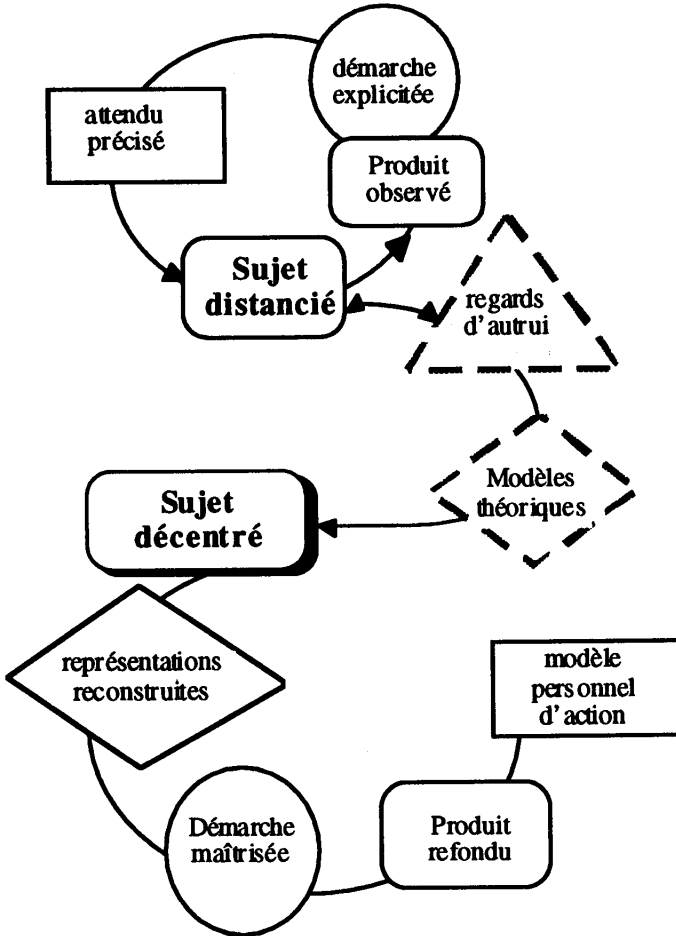 démarche
explicitée
attendu
précisé
Produit
observé
Sujet
distancié
regards
d'autrui
Modèles
théoriques
Sujet
décentré
représentations
reconstruites
modèle
personnel
d'action
Démarche
maîtrisée
Produit
refondu